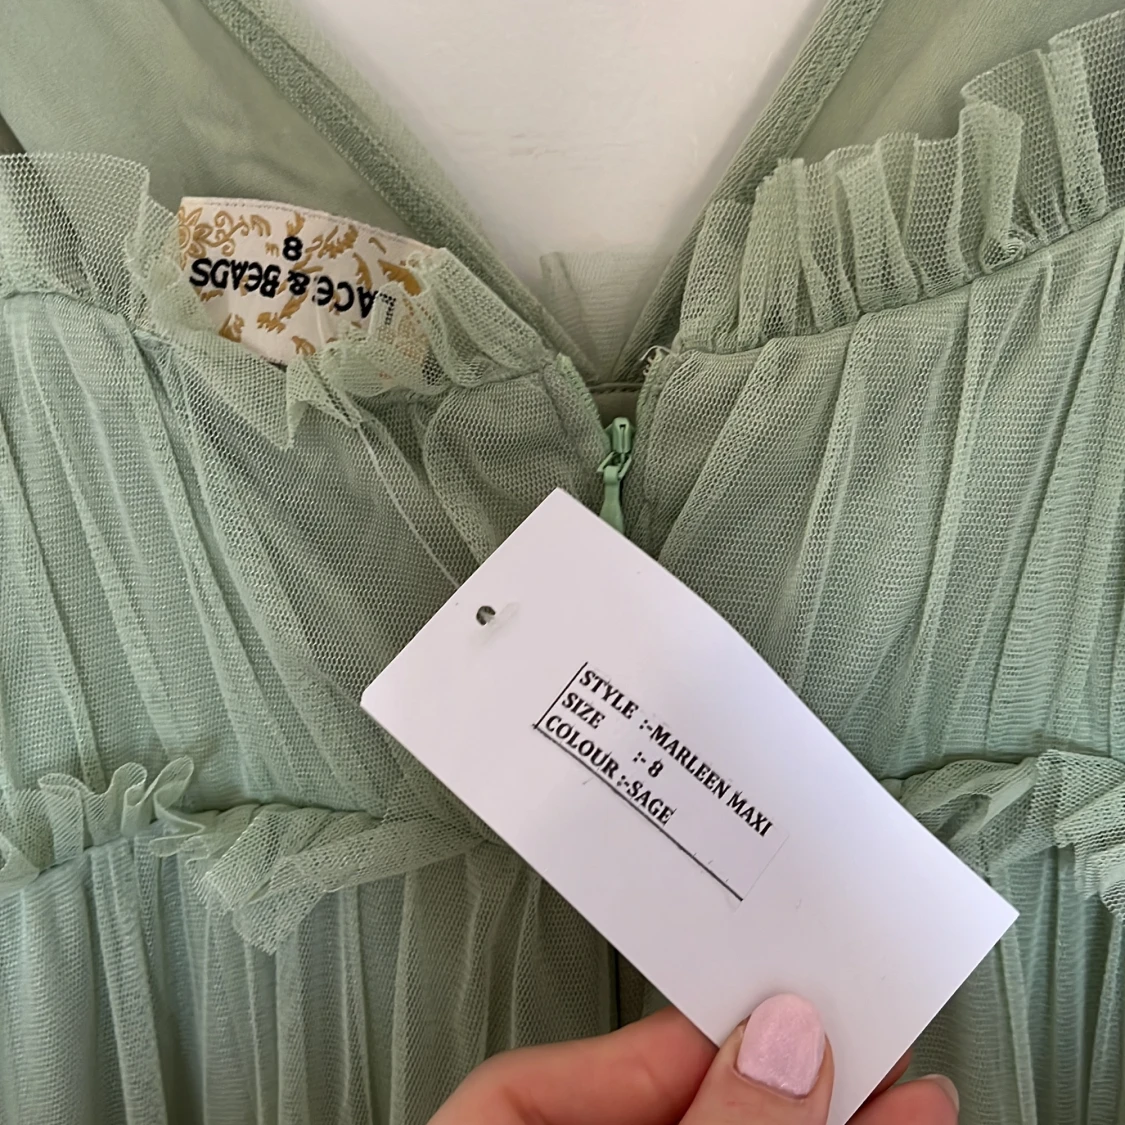 8
LACE & BEADS
STYLE :-MARLEEN MAXI
SIZE :- 8
COLOUR :-SAGE